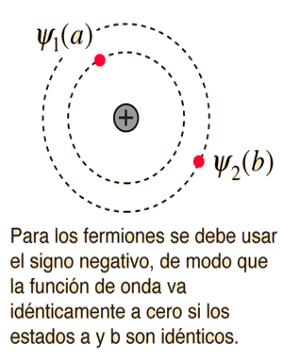 ψ₁(a)
+
ψ₂(b)
Para los fermiones se debe usar
el signo negativo, de modo que
la función de onda va
idénticamente a cero si los
estados a y b son idénticos.